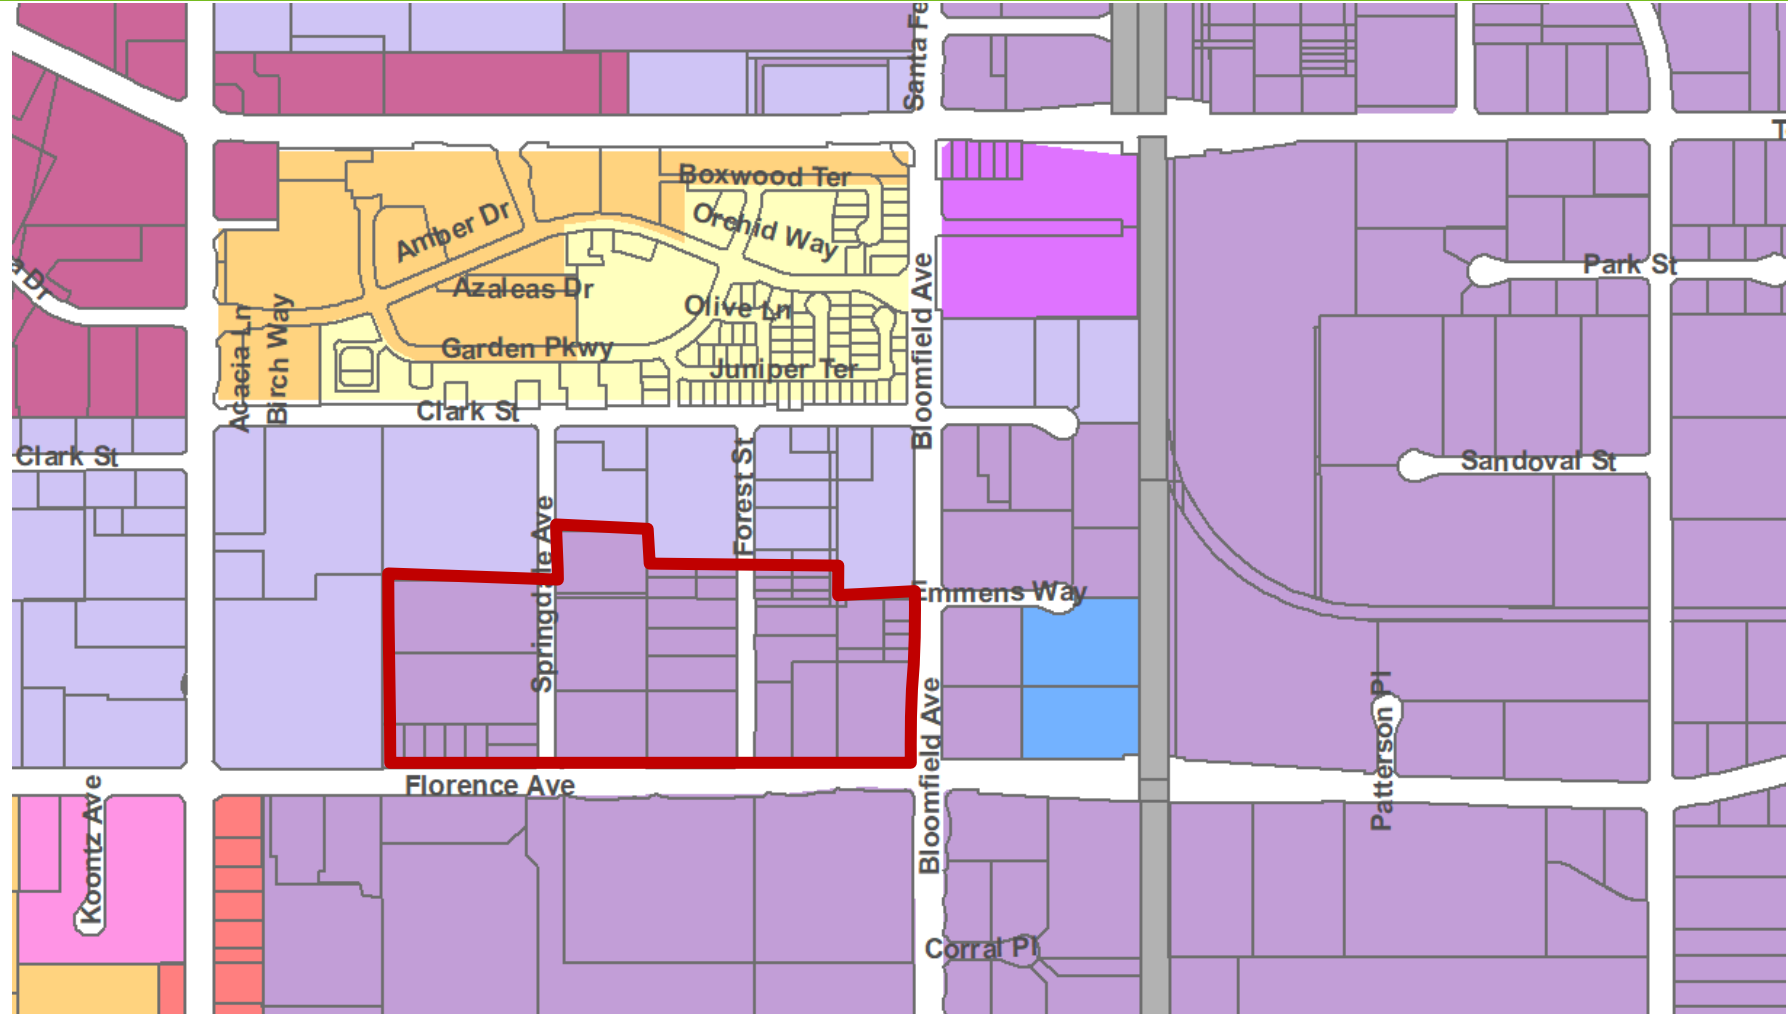 Santa Fe
T
Boxwood Ter
Amber Dr
Orchid Way
a Dr
Park St
Azaleas Dr
Olive Ln
Bloomfield Ave
Acacia Ln
Birch Way
Garden Pkwy
Juniper Ter
Clark St
Clark St
Forest St
Sandoval St
Springdale Ave
Emmens Way
Bloomfield Ave
Patterson Pl
Florence Ave
Koontz Ave
Corral Pl